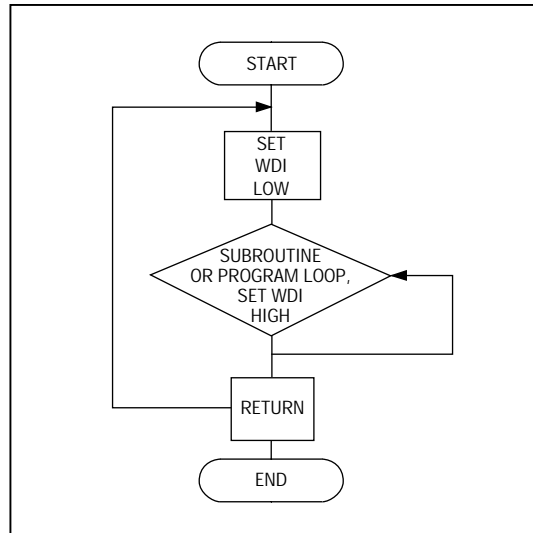 START
SET
WDI
LOW
SUBROUTINE
OR PROGRAM LOOP,
SET WDI
HIGH
RETURN
END